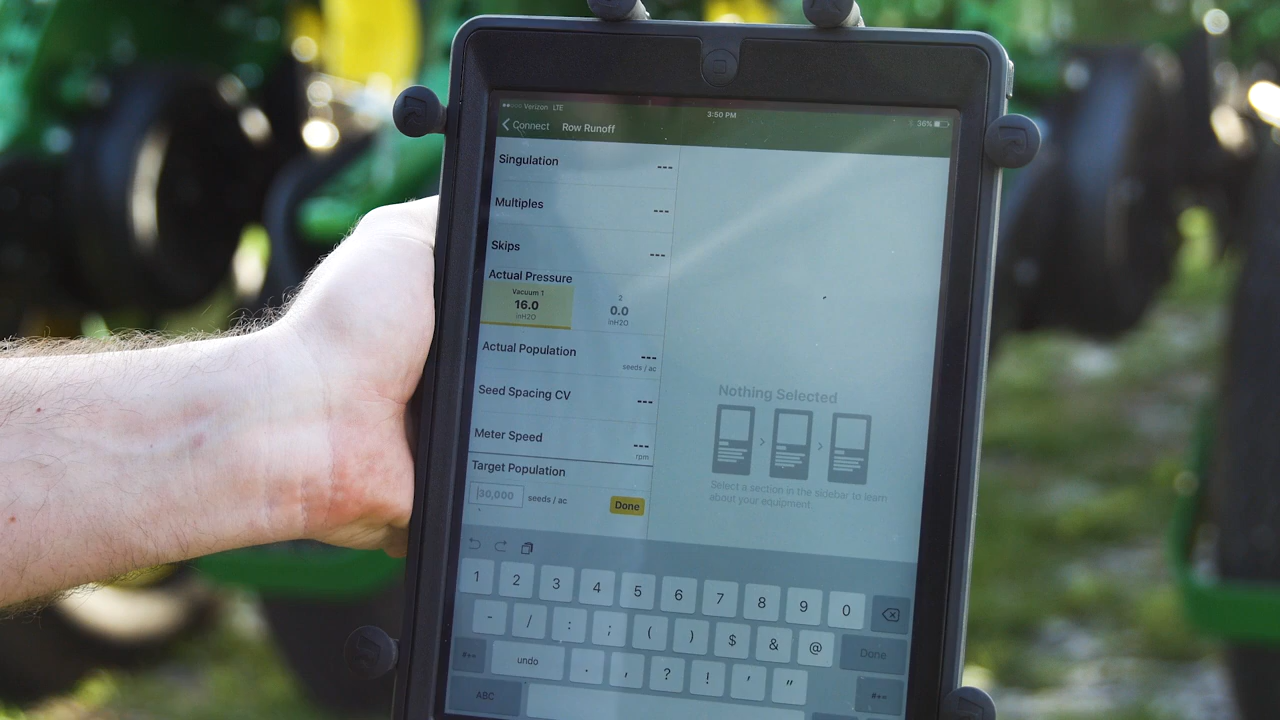 Verizon LTE
3:50 PM
36%
Connect
Row Runoff
Singulation
---
Multiples
---
Skips
---
Actual Pressure
Vacuum 1
16.0
inH2O
2
0.0
inH2O
Actual Population
---
seeds / ac
Seed Spacing CV
---
Meter Speed
---
rpm
Target Population
30,000 seeds / ac
Done
Nothing Selected
Select a section in the sidebar to learn
about your equipment.
1 2 3 4 5 6 7 8 9 0
- / : ; ( ) $ & @ Done
#+= undo . , ? ! ' " #+=
ABC